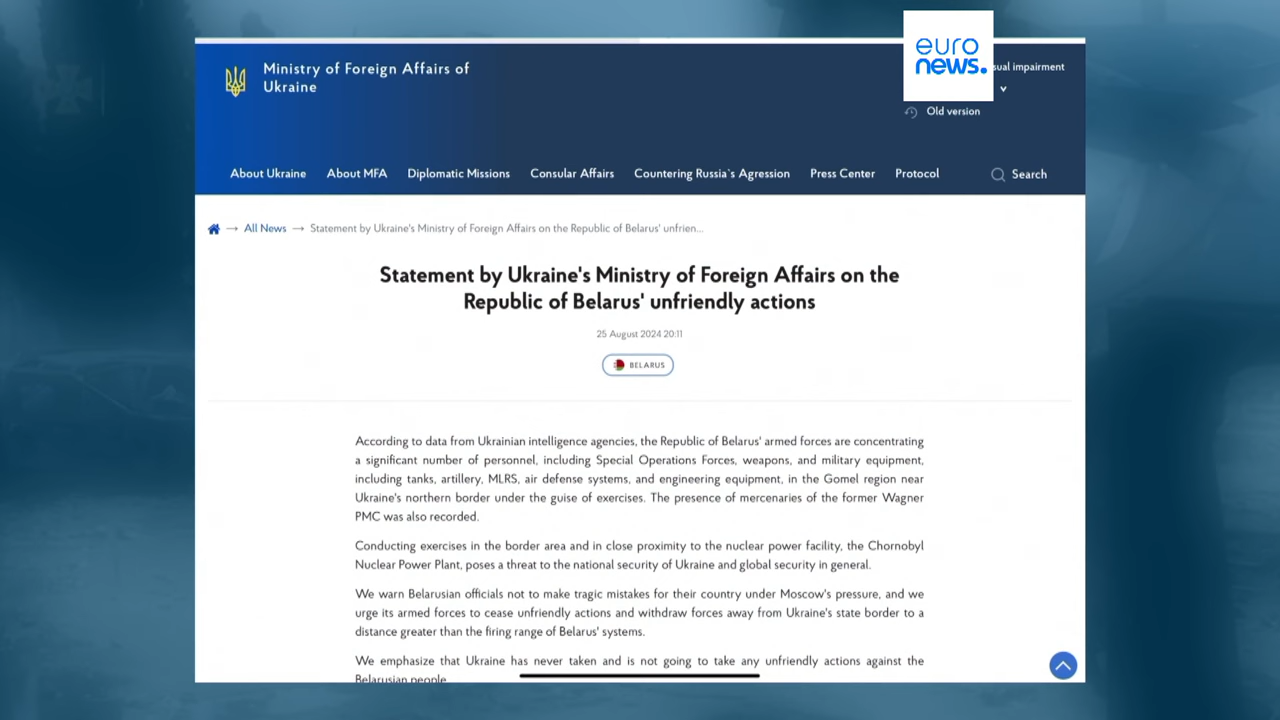 euro
news.
Ministry of Foreign Affairs of
Ukraine
sual impairment
Old version
About Ukraine About MFA Diplomatic Missions Consular Affairs Countering Russia`s Agression Press Center Protocol Search
→ All News → Statement by Ukraine's Ministry of Foreign Affairs on the Republic of Belarus' unfrien...
Statement by Ukraine's Ministry of Foreign Affairs on the
Republic of Belarus' unfriendly actions
25 August 2024 20:11
BELARUS
According to data from Ukrainian intelligence agencies, the Republic of Belarus' armed forces are concentrating
a significant number of personnel, including Special Operations Forces, weapons, and military equipment,
including tanks, artillery, MLRS, air defense systems, and engineering equipment, in the Gomel region near
Ukraine's northern border under the guise of exercises. The presence of mercenaries of the former Wagner
PMC was also recorded.
Conducting exercises in the border area and in close proximity to the nuclear power facility, the Chornobyl
Nuclear Power Plant, poses a threat to the national security of Ukraine and global security in general.
We warn Belarusian officials not to make tragic mistakes for their country under Moscow's pressure, and we
urge its armed forces to cease unfriendly actions and withdraw forces away from Ukraine's state border to a
distance greater than the firing range of Belarus' systems.
We emphasize that Ukraine has never taken and is not going to take any unfriendly actions against the
Belarusian people